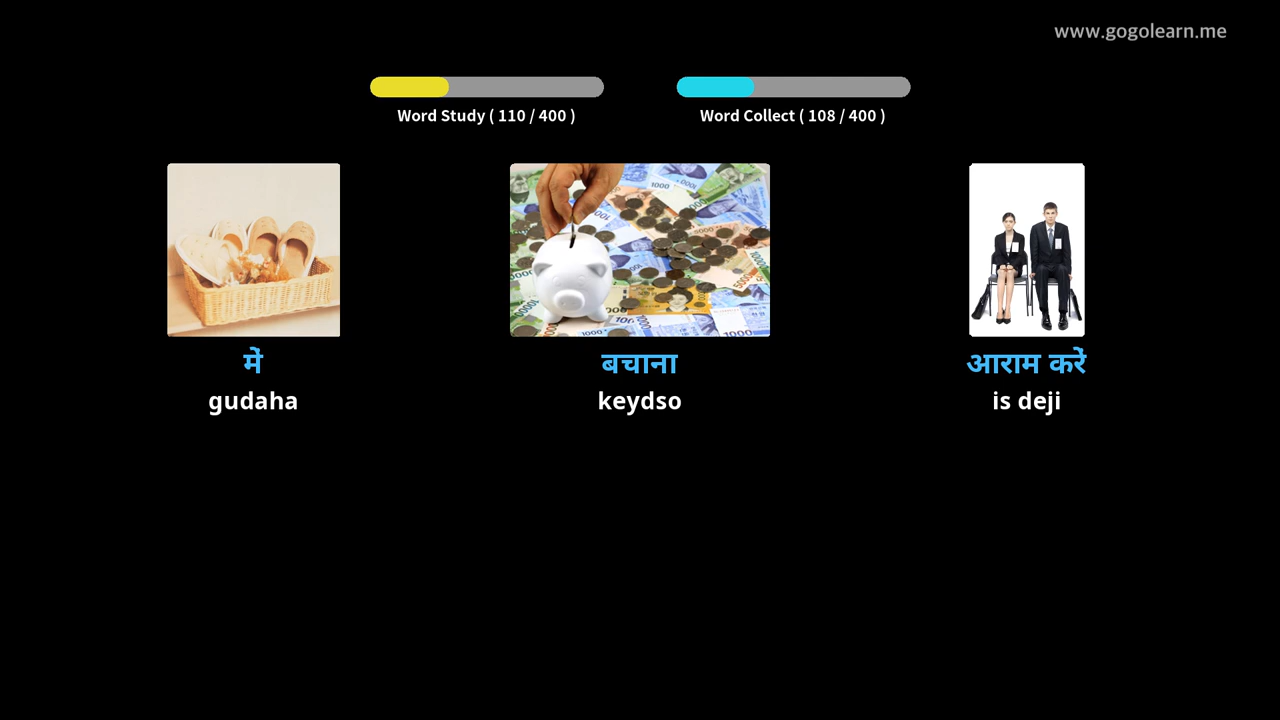 www.gogolearn.me
Word Study ( 110 / 400 )
Word Collect ( 108 / 400 )
में
बचाना
आराम करें
gudaha
keydso
is deji